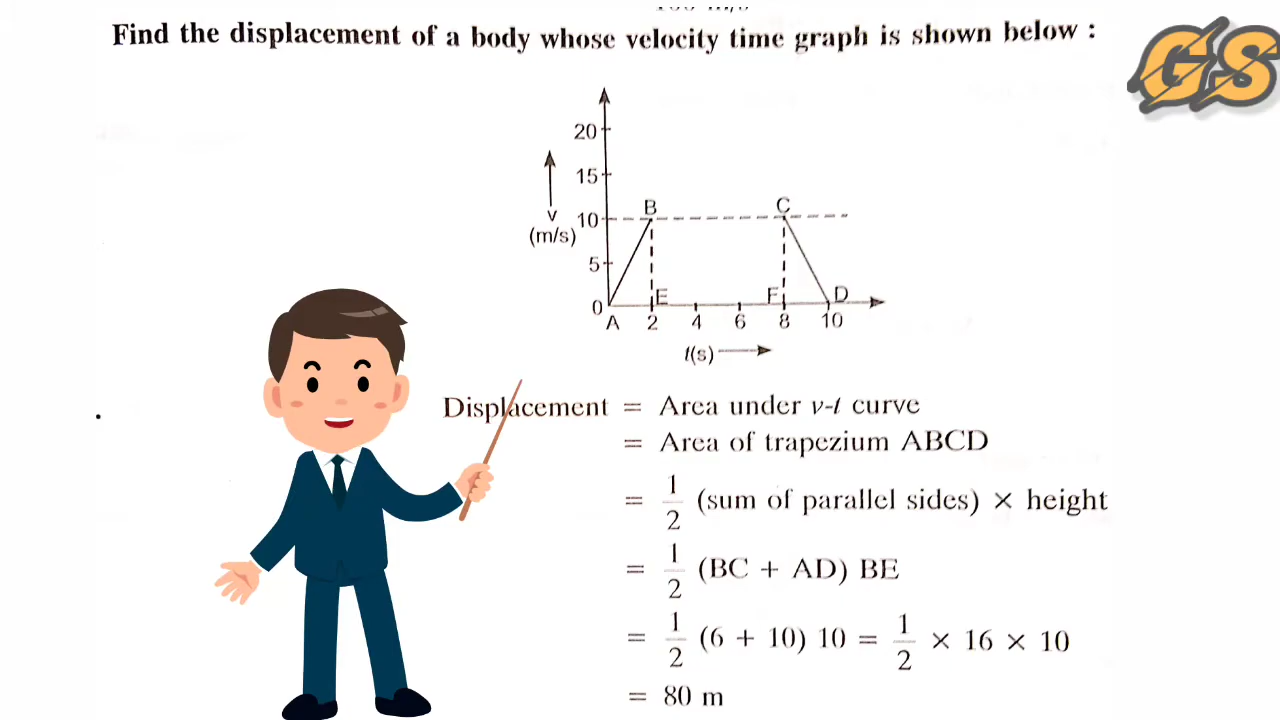 Find the displacement of a body whose velocity time graph is shown below :
GS
20
15
B
C
v
10
(m/s)
5
E
F
D
0
A 2 4 6 8 10
t(s)
Displacement = Area under v-t curve
= Area of trapezium ABCD
= 1/2 (sum of parallel sides) × height
= 1/2 (BC + AD) BE
= 1/2 (6 + 10) 10 = 1/2 × 16 × 10
= 80 m